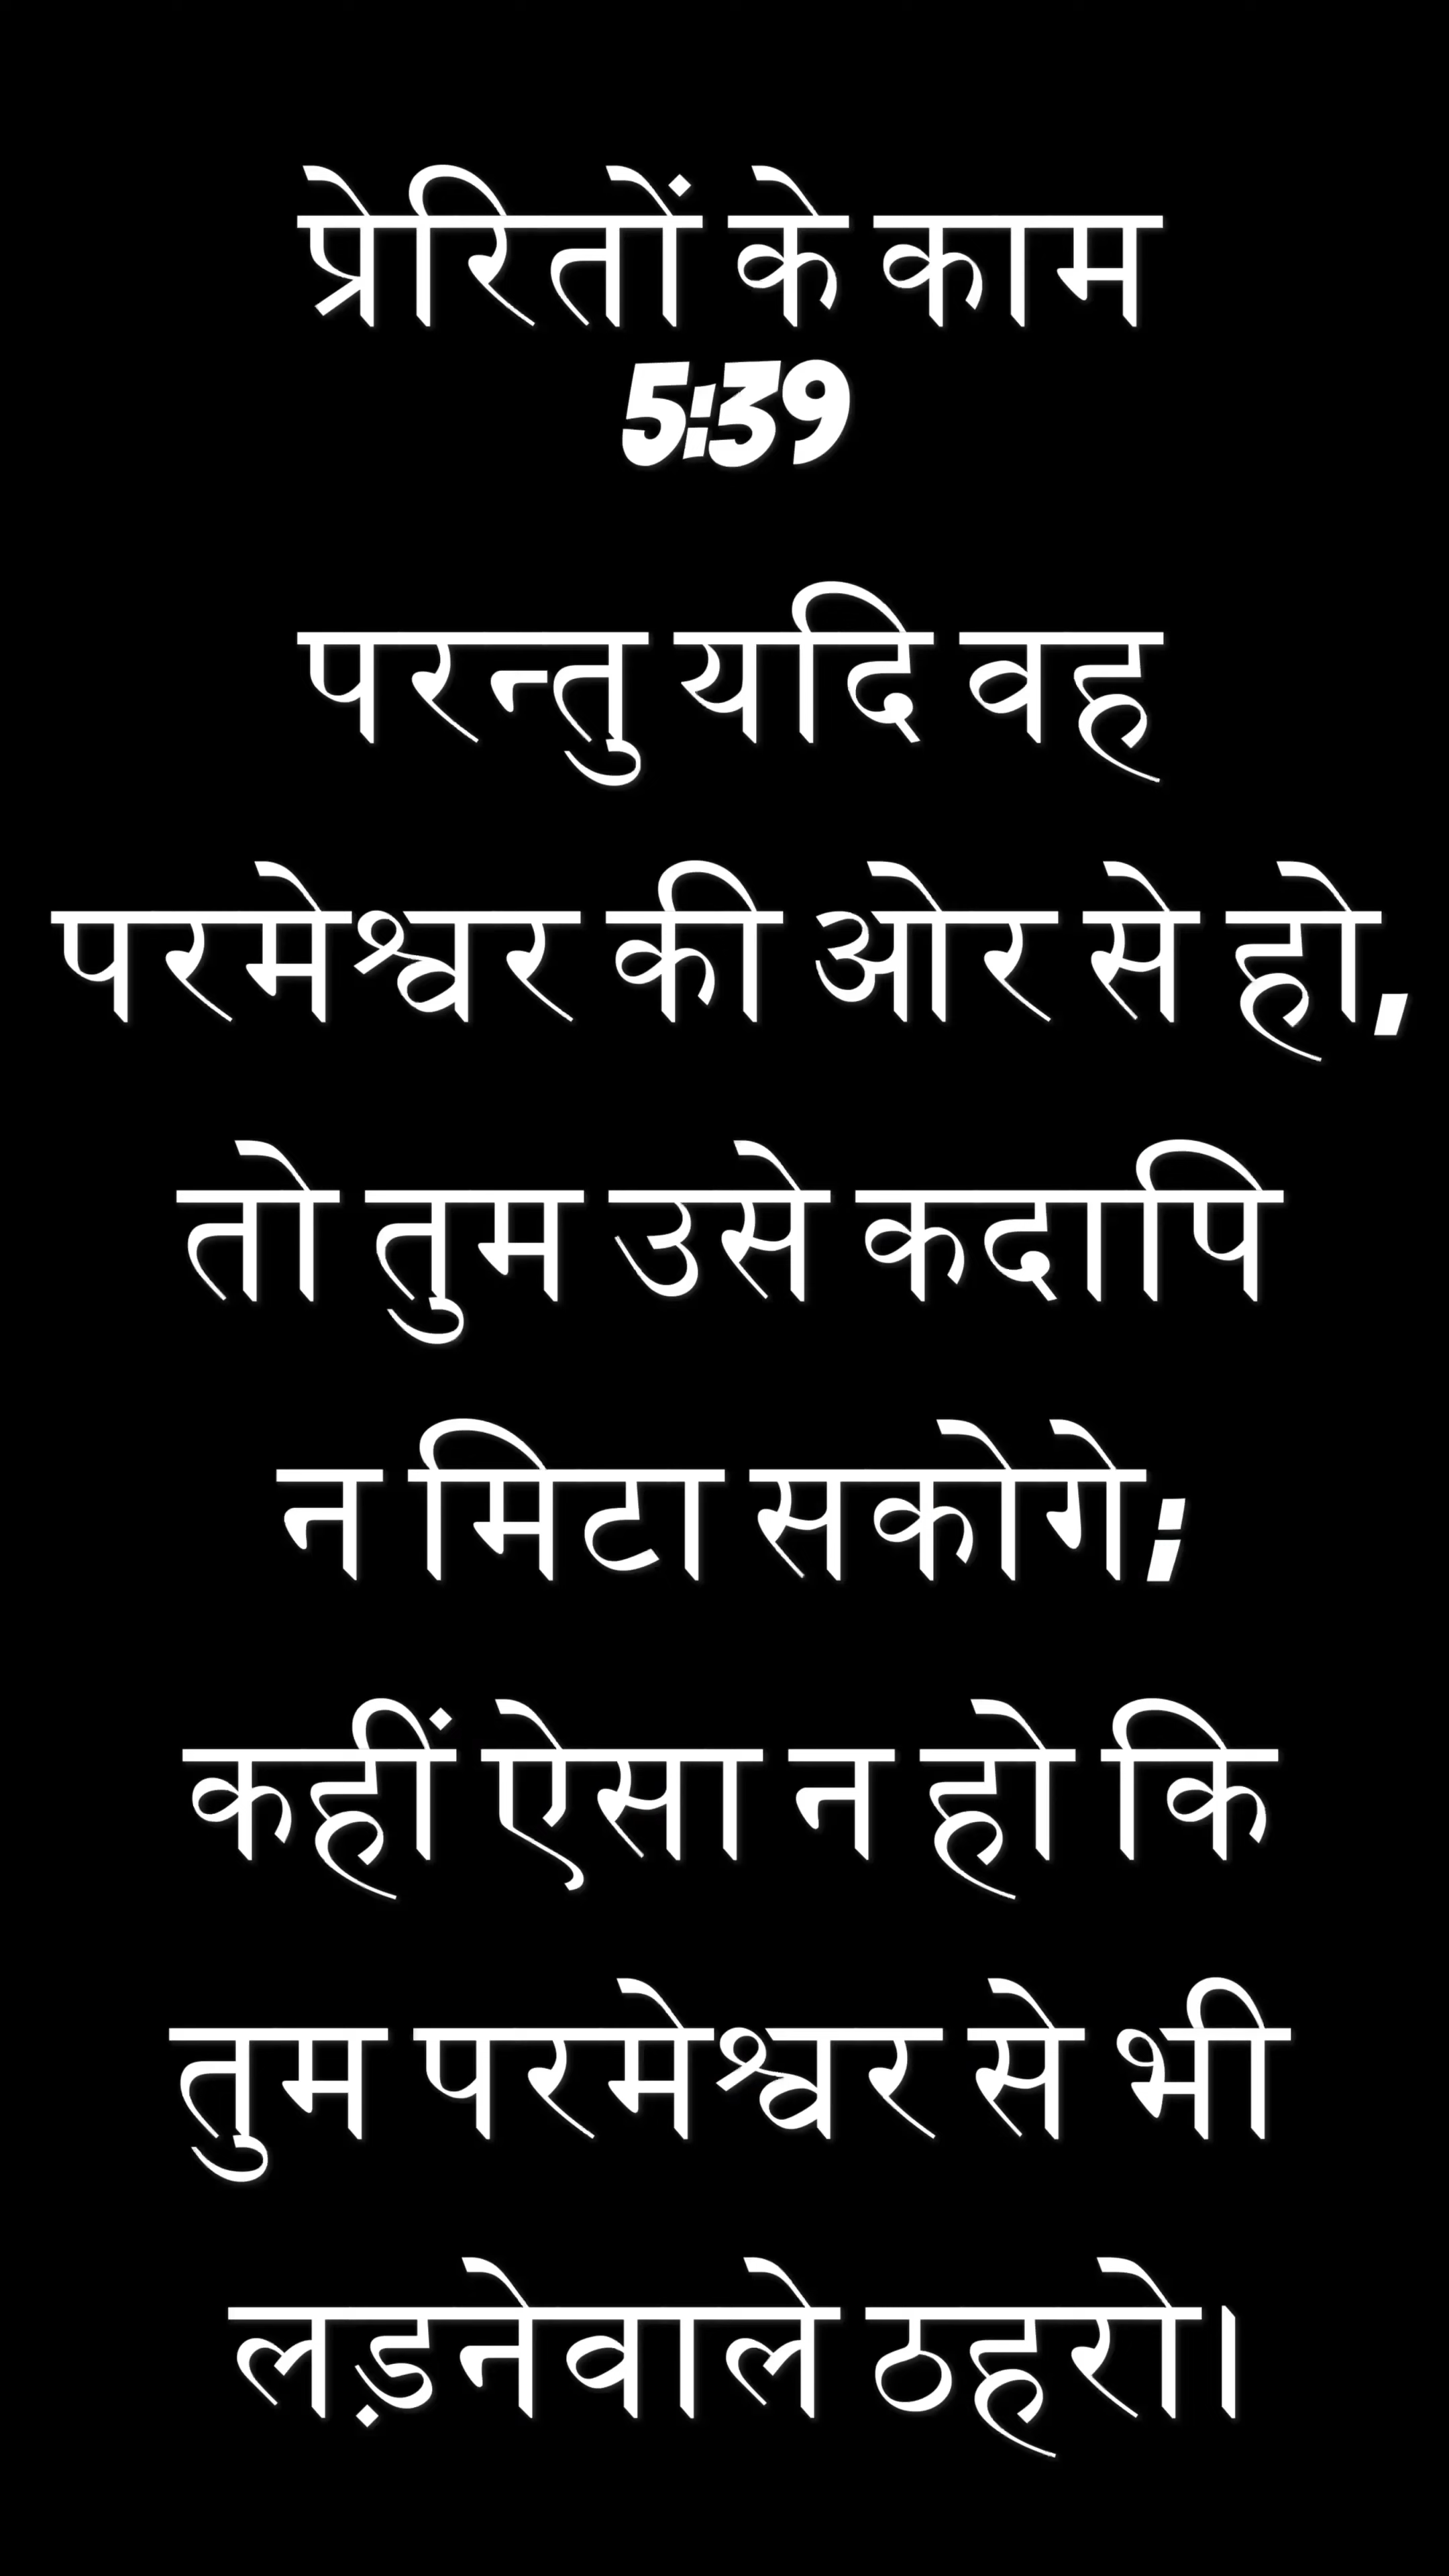 प्रेरितों के काम
5:39
परन्तु यदि वह
परमेश्वर की ओर से हो,
तो तुम उसे कदापि
न मिटा सकोगे;
कहीं ऐसा न हो कि
तुम परमेश्वर से भी
लड़नेवाले ठहरो।